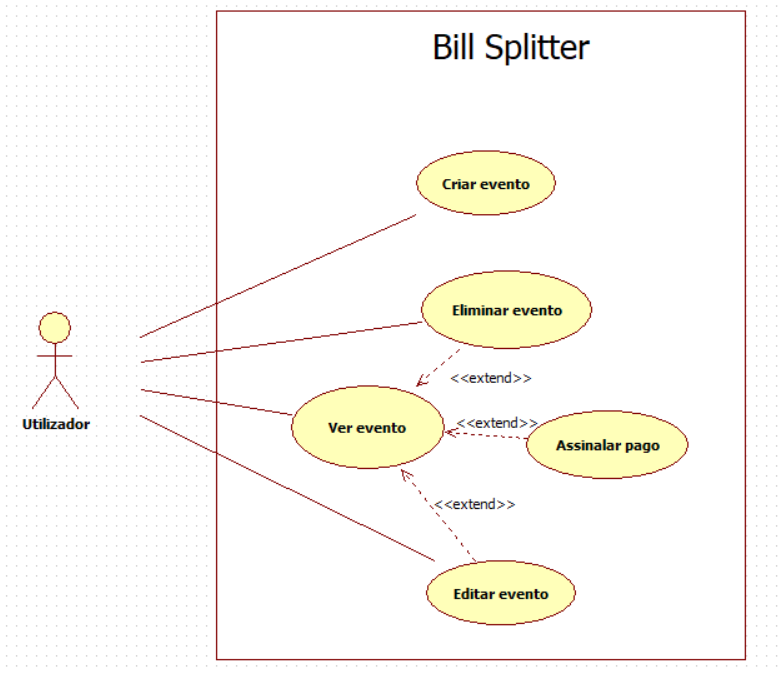 Bill Splitter
Criar evento
Eliminar evento
<<extend>>
Utilizador
Ver evento
<<extend>>
Assinalar pago
<<extend>>
Editar evento